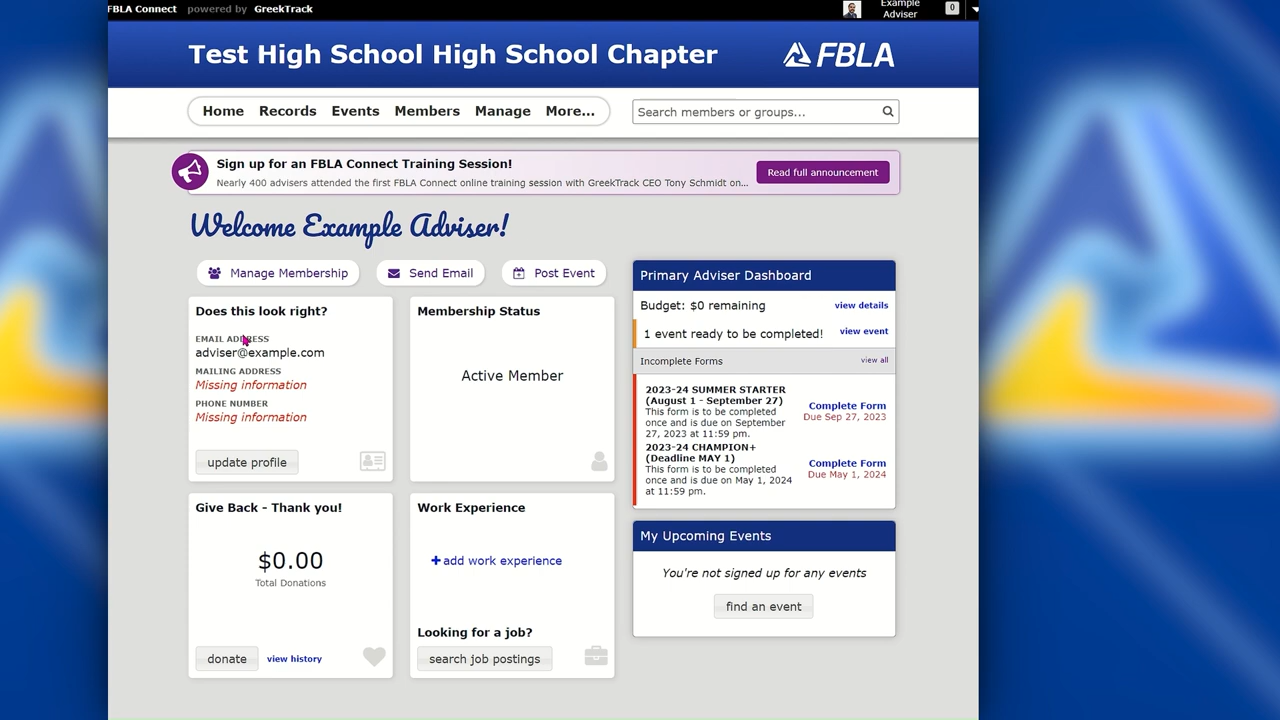 FBLA Connect powered by GreekTrack
Example
Adviser
0
Test High School High School Chapter
FBLA
Home Records Events Members Manage More...
Search members or groups...
Sign up for an FBLA Connect Training Session!
Nearly 400 advisers attended the first FBLA Connect online training session with GreekTrack CEO Tony Schmidt on...
Read full announcement
Welcome Example Adviser!
Manage Membership
Send Email
Post Event
Does this look right?
EMAIL ADDRESS
adviser@example.com
MAILING ADDRESS
Missing information
PHONE NUMBER
Missing information
update profile
Membership Status
Active Member
Give Back - Thank you!
$0.00
Total Donations
donate
view history
Work Experience
add work experience
Looking for a job?
search job postings
Primary Adviser Dashboard
Budget: $0 remaining
view details
1 event ready to be completed!
view event
Incomplete Forms
view all
2023-24 SUMMER STARTER
(August 1 - September 27)
This form is to be completed
once and is due on September
27, 2023 at 11:59 pm.
Complete Form
Due Sep 27, 2023
2023-24 CHAMPION+
(Deadline MAY 1)
This form is to be completed
once and is due on May 1, 2024
at 11:59 pm.
Complete Form
Due May 1, 2024
My Upcoming Events
You're not signed up for any events
find an event